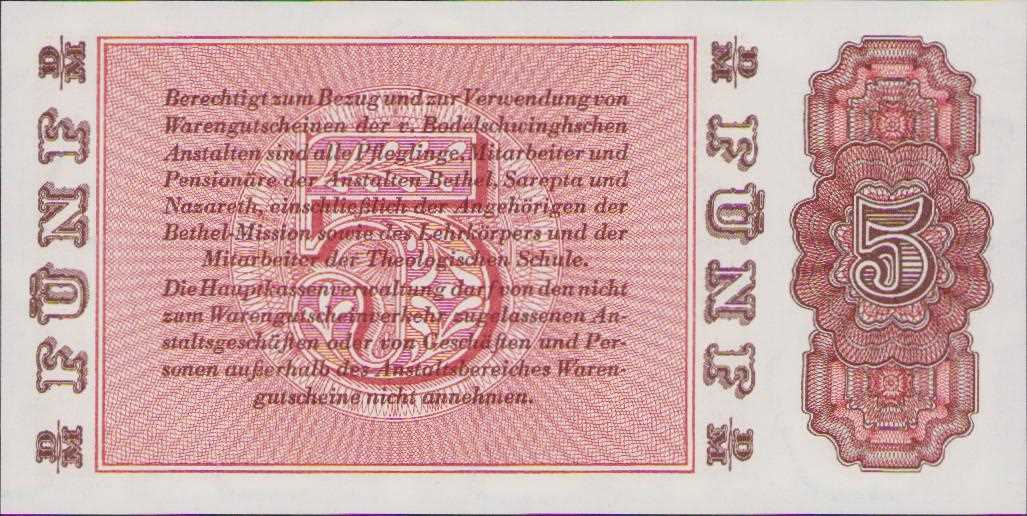 D
M
FÜNF
D
M
Berechtigt zum Bezug und zur Verwendung von
Warengutscheinen der v. Bodelschwinghschen
Anstalten sind alle Pfleglinge, Mitarbeiter und
Pensionäre der Anstalten Bethel, Sarepta und
Nazareth, einschließlich der Angehörigen der
Bethel-Mission sowie des Lehrkörpers und der
Mitarbeiter der Theologischen Schule.
Die Hauptkassenverwaltung darf von den nicht
zum Warengutscheinverkehr zugelassenen An-
staltsgeschäften oder von Geschäften und Per-
sonen außerhalb des Anstaltsbereiches Waren-
gutscheine nicht annehmen.
5
D
M
FÜNF
D
M
5